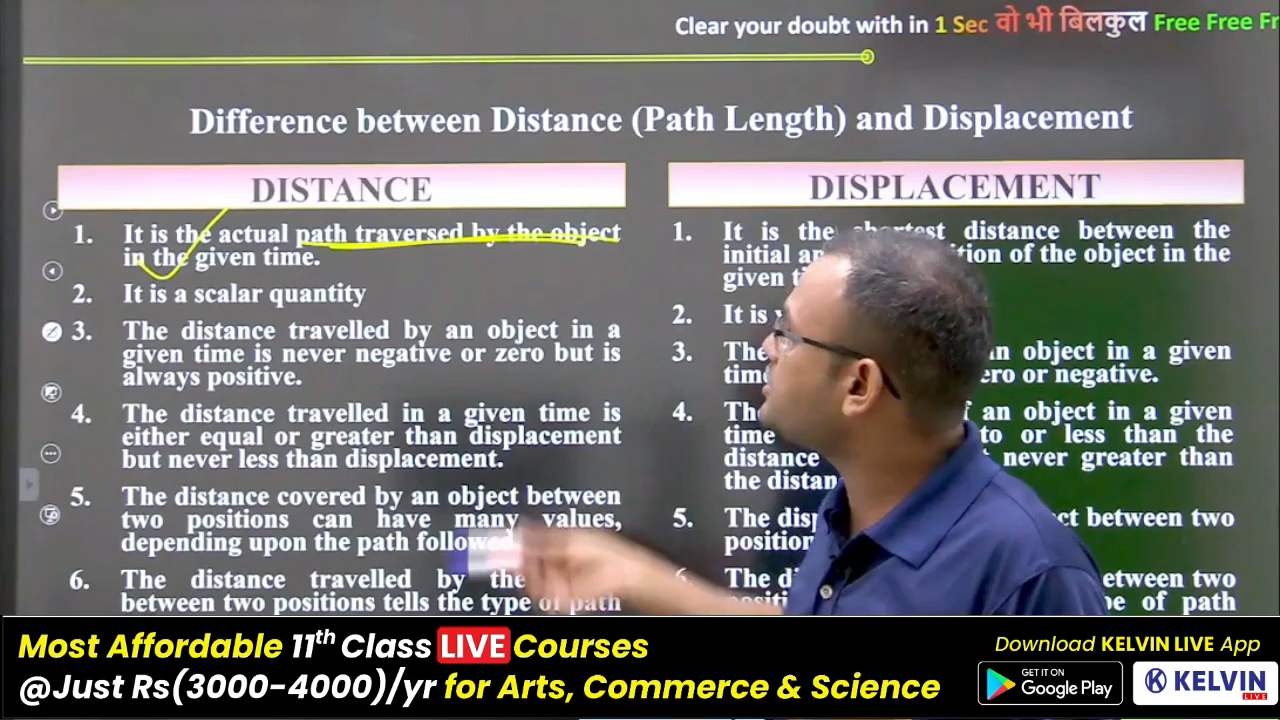 Clear your doubt with in 1 Sec वो भी बिलकुल Free Free Fr
Difference between Distance (Path Length) and Displacement
DISTANCE
1. It is the actual path traversed by the object
in the given time.
2. It is a scalar quantity
3. The distance travelled by an object in a
given time is never negative or zero but is
always positive.
4. The distance travelled in a given time is
either equal or greater than displacement
but never less than displacement.
5. The distance covered by an object between
two positions can have many values,
depending upon the path followed
6. The distance travelled by the
between two positions tells the type of path
DISPLACEMENT
1. It is the shortest distance between the
initial an tion of the object in the
given ti
2. It is
3. The n object in a given
time ero or negative.
4. The f an object in a given
time to or less than the
distance never greater than
the distan
5. The disp ct between two
position
6. The di etween two
positi pe of path
Most Affordable 11th Class LIVE Courses
@Just Rs(3000-4000)/yr for Arts, Commerce & Science
Download KELVIN LIVE App
GET IT ON
Google Play
KELVIN
LIVE